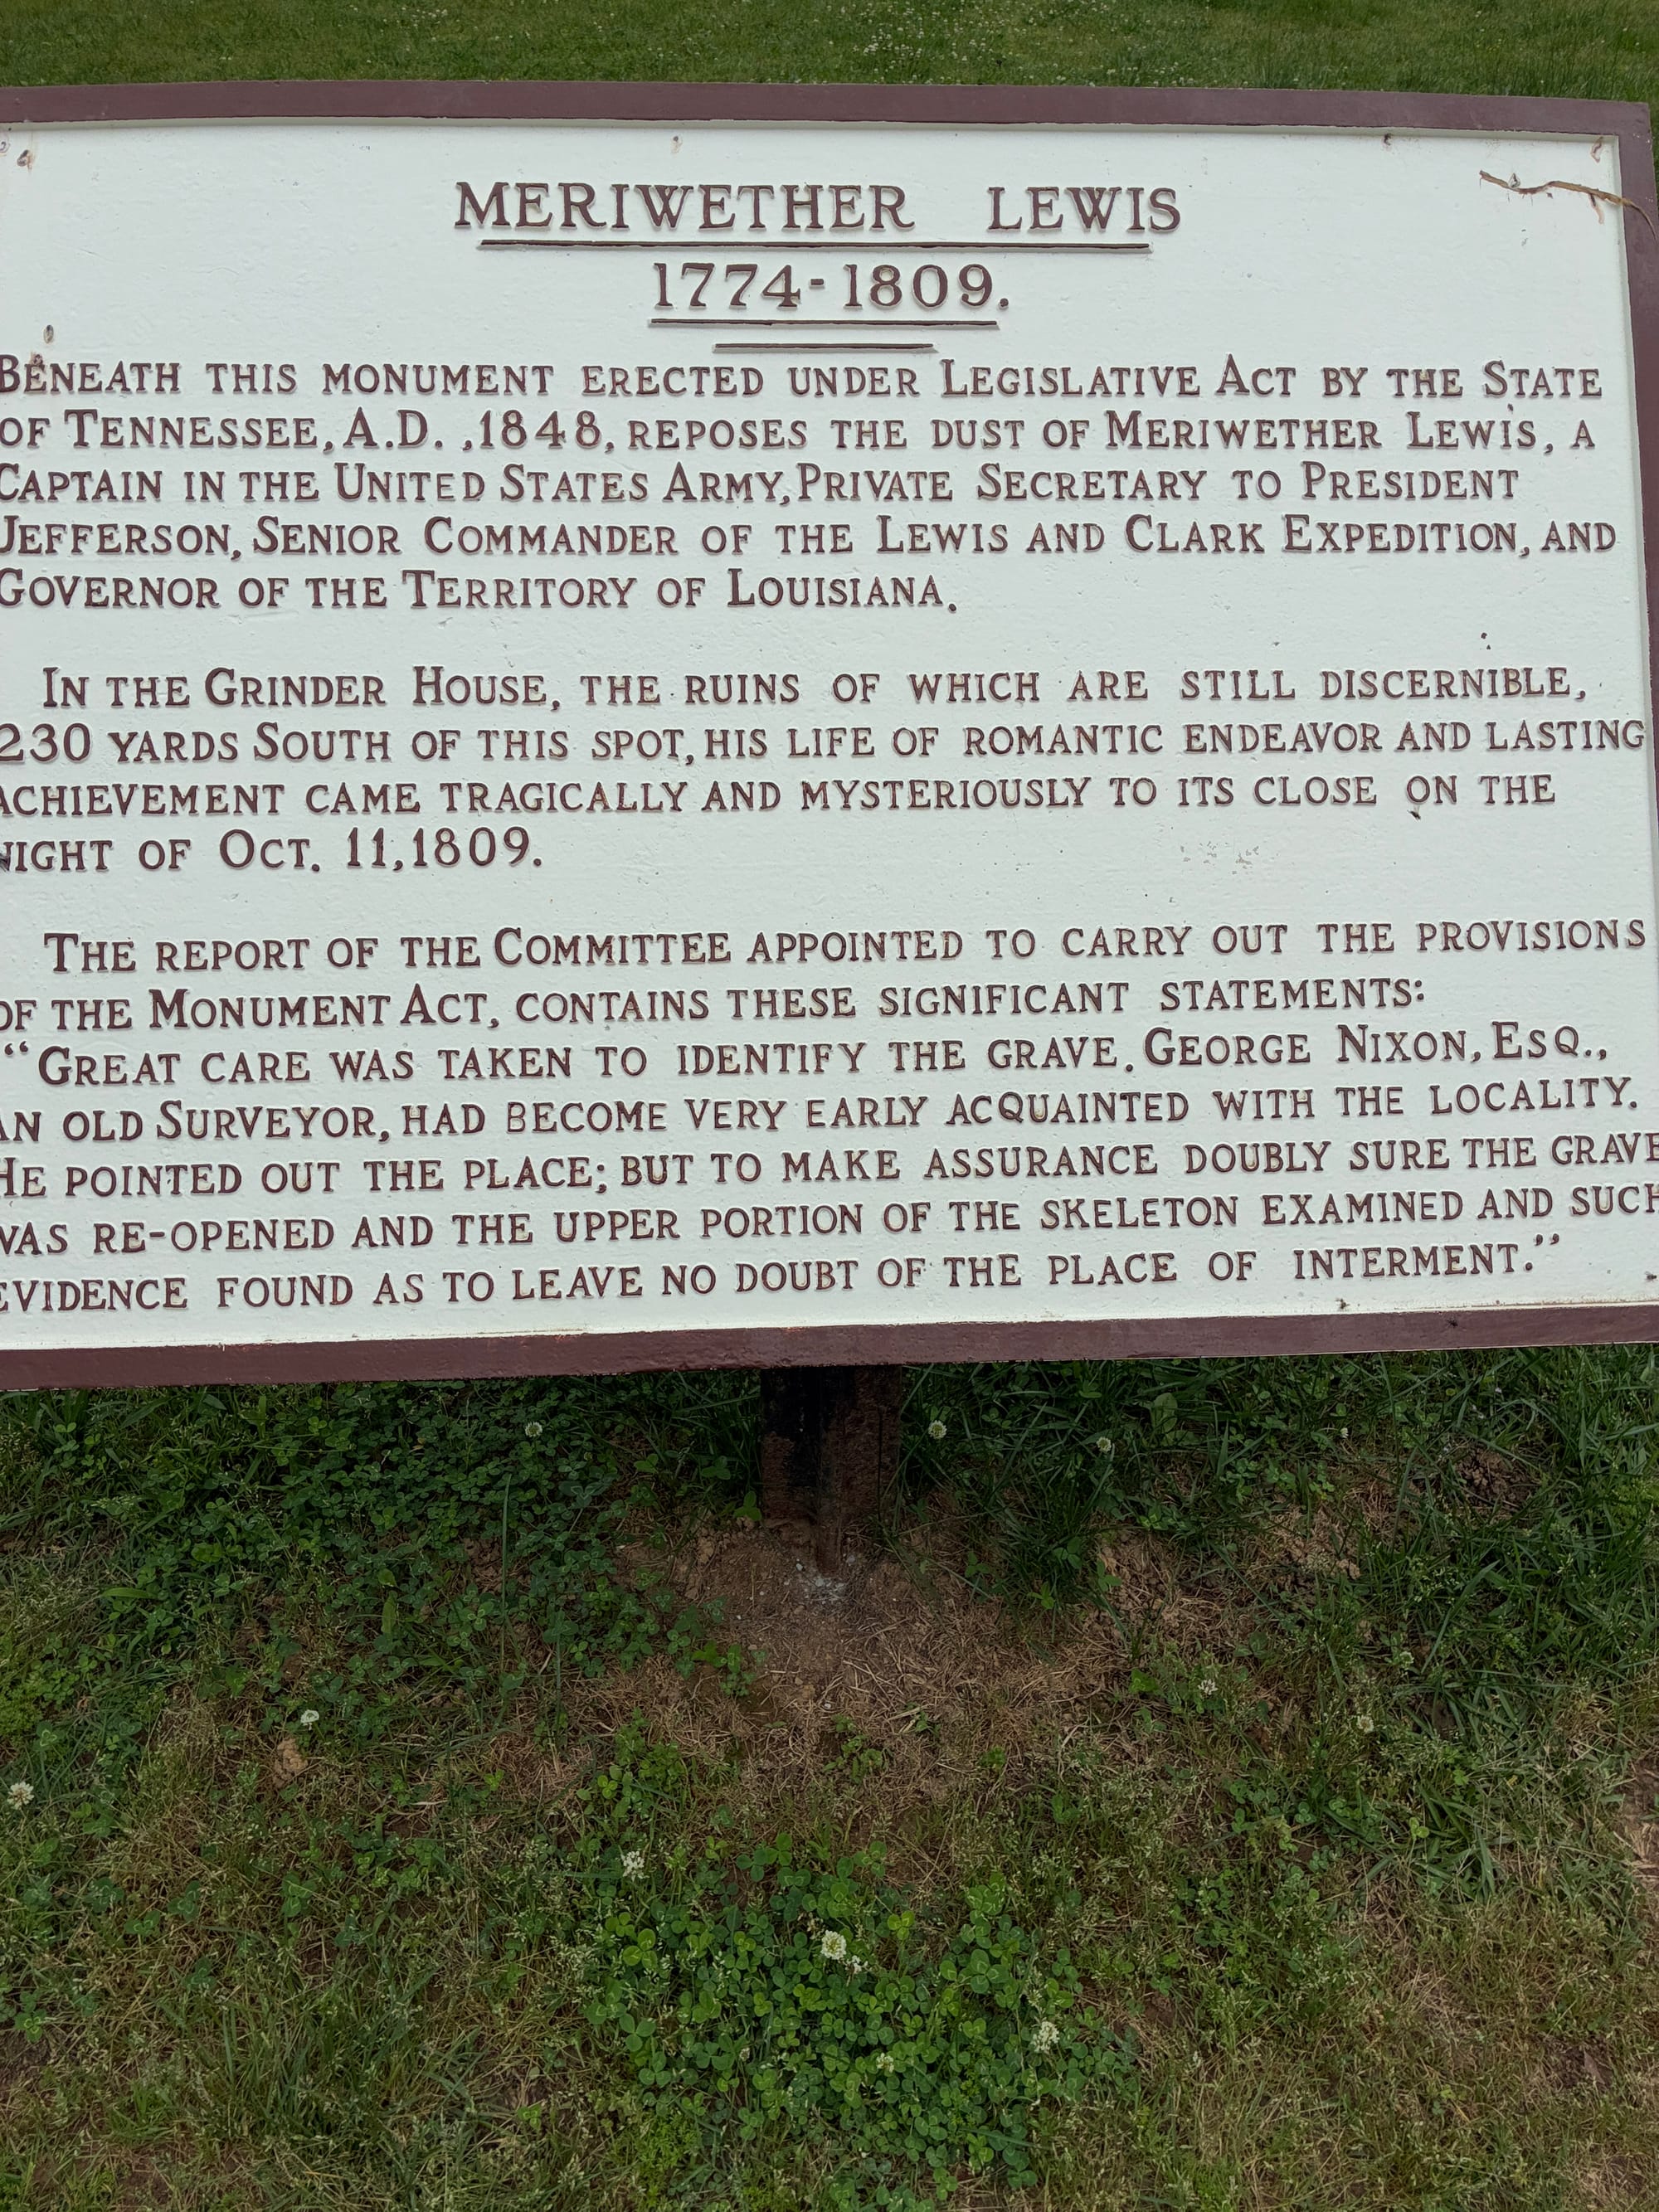 MERIWETHER LEWIS
1774-1809.
BENEATH THIS MONUMENT ERECTED UNDER LEGISLATIVE ACT BY THE STATE
OF TENNESSEE, A.D. ,1848, REPOSES THE DUST OF MERIWETHER LEWIS, A
CAPTAIN IN THE UNITED STATES ARMY, PRIVATE SECRETARY TO PRESIDENT
JEFFERSON, SENIOR COMMANDER OF THE LEWIS AND CLARK EXPEDITION, AND
GOVERNOR OF THE TERRITORY OF LOUISIANA.
IN THE GRINDER HOUSE, THE RUINS OF WHICH ARE STILL DISCERNIBLE,
230 YARDS SOUTH OF THIS SPOT, HIS LIFE OF ROMANTIC ENDEAVOR AND LASTING
ACHIEVEMENT CAME TRAGICALLY AND MYSTERIOUSLY TO ITS CLOSE ON THE
NIGHT OF OCT. 11,1809.
THE REPORT OF THE COMMITTEE APPOINTED TO CARRY OUT THE PROVISIONS
OF THE MONUMENT ACT, CONTAINS THESE SIGNIFICANT STATEMENTS:
“GREAT CARE WAS TAKEN TO IDENTIFY THE GRAVE. GEORGE NIXON, ESQ.,
AN OLD SURVEYOR, HAD BECOME VERY EARLY ACQUAINTED WITH THE LOCALITY.
HE POINTED OUT THE PLACE; BUT TO MAKE ASSURANCE DOUBLY SURE THE GRAVE
WAS RE-OPENED AND THE UPPER PORTION OF THE SKELETON EXAMINED AND SUCH
EVIDENCE FOUND AS TO LEAVE NO DOUBT OF THE PLACE OF INTERMENT.”